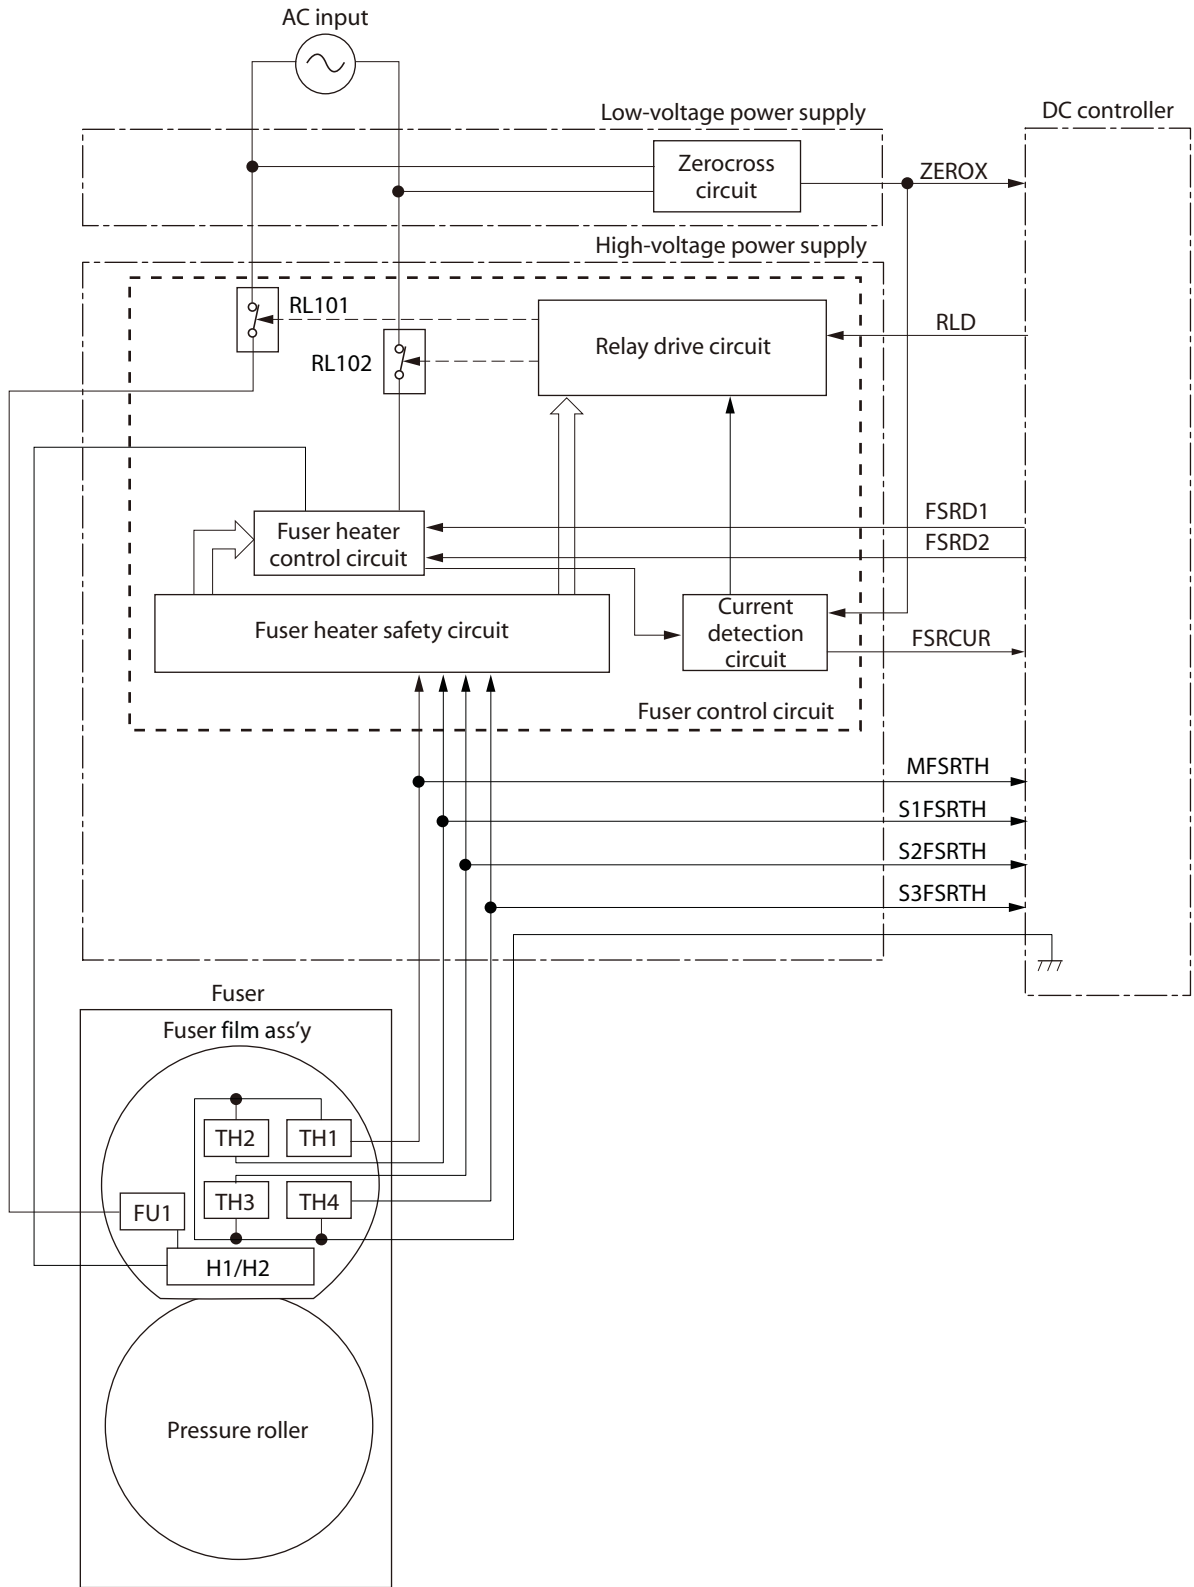 AC input
Low-voltage power supply
DC controller
Zerocross
circuit
ZEROX
High-voltage power supply
RL101
RL102
Relay drive circuit
RLD
Fuser heater
control circuit
FSRD1
FSRD2
Fuser heater safety circuit
Current
detection
circuit
FSRCUR
Fuser control circuit
MFSRTH
S1FSRTH
S2FSRTH
S3FSRTH
Fuser
Fuser film ass'y
TH2
TH1
TH3
TH4
FU1
H1/H2
Pressure roller